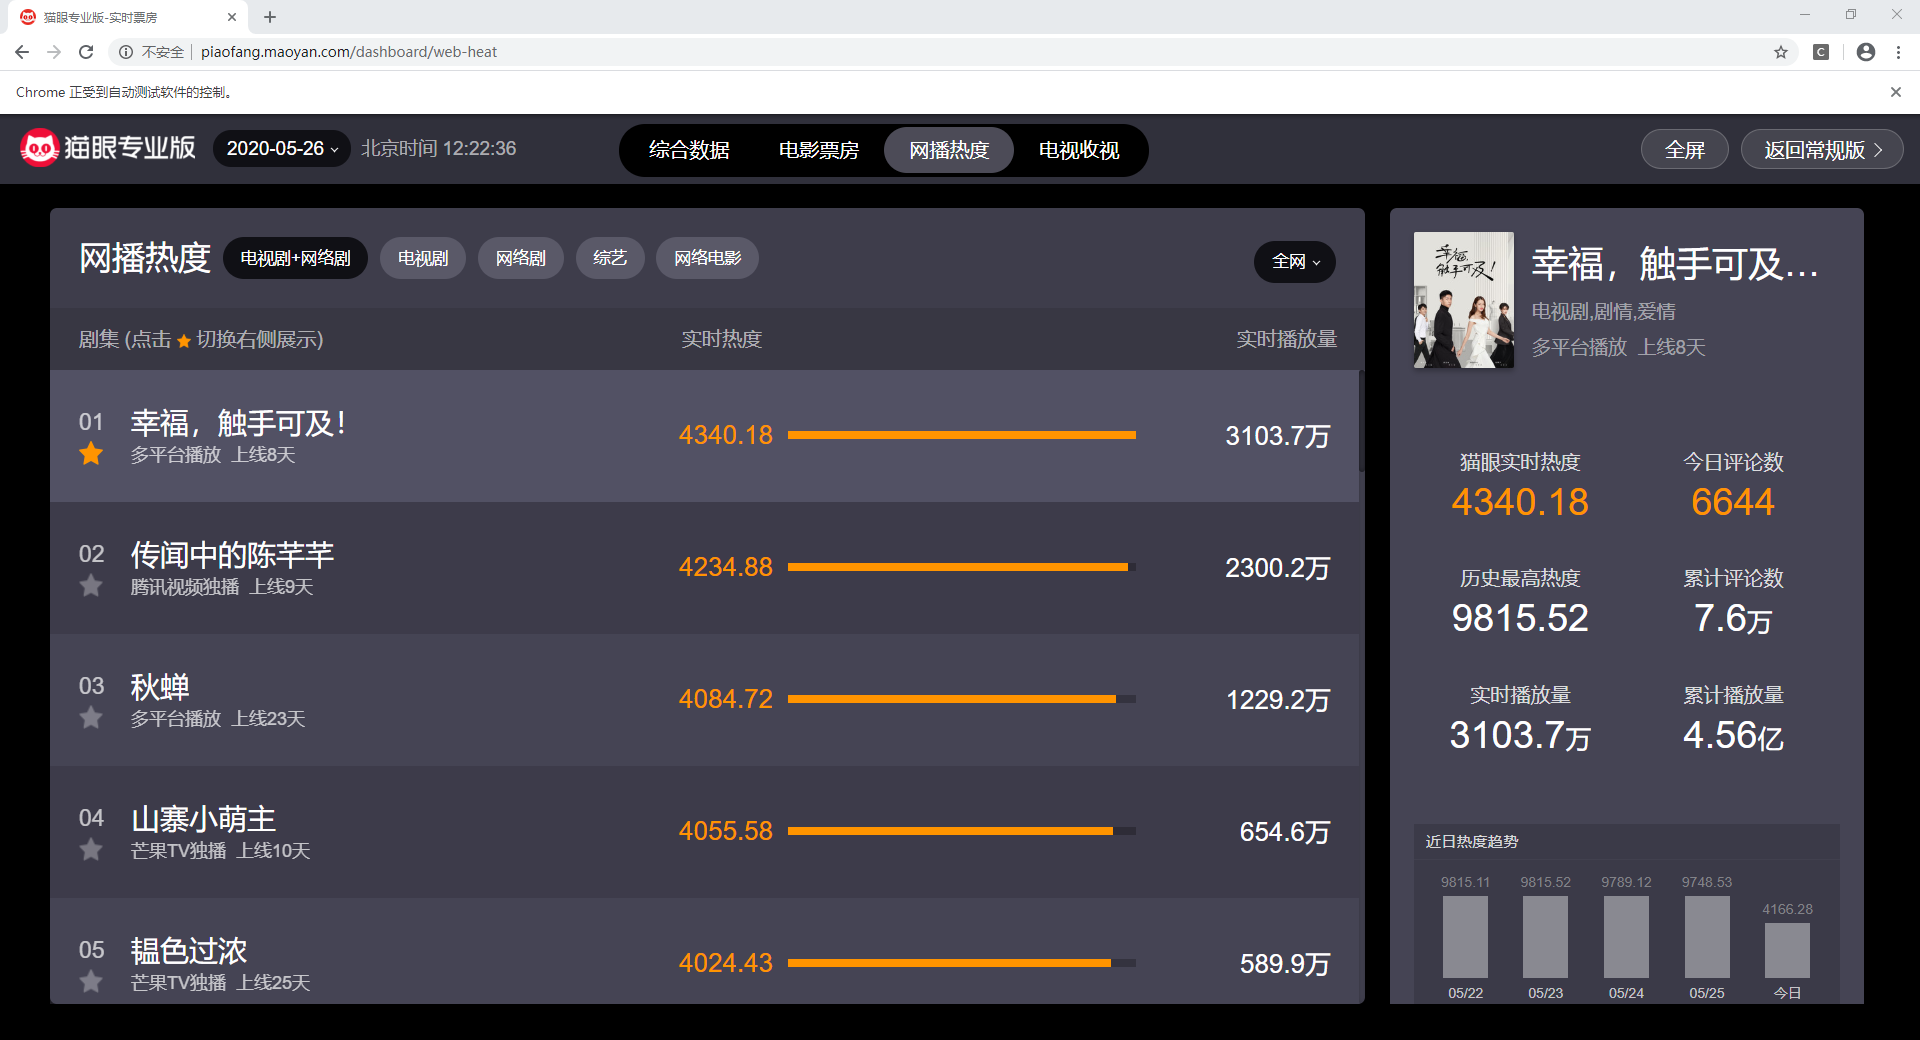 猫眼专业版-实时票房
不安全 piaofang.maoyan.com/dashboard/web-heat
Chrome 正受到自动测试软件的控制。
猫眼专业版 2020-05-26 北京时间 12:22:36 综合数据 电影票房 网播热度 电视收视 全屏 返回常规版
网播热度 电视剧+网络剧 电视剧 网络剧 综艺 网络电影 全网
剧集 (点击 切换右侧展示) 实时热度 实时播放量
01 幸福，触手可及！ 4340.18 3103.7万
多平台播放 上线8天
02 传闻中的陈芊芊 4234.88 2300.2万
腾讯视频独播 上线9天
03 秋蝉 4084.72 1229.2万
多平台播放 上线23天
04 山寨小萌主 4055.58 654.6万
芒果TV独播 上线10天
05 韫色过浓 4024.43 589.9万
芒果TV独播 上线25天
幸福，触手可及！
幸福，触手可及...
电视剧,剧情,爱情
多平台播放 上线8天
猫眼实时热度 今日评论数
4340.18 6644
历史最高热度 累计评论数
9815.52 7.6万
实时播放量 累计播放量
3103.7万 4.56亿
近日热度趋势
9815.11 9815.52 9789.12 9748.53 4166.28
05/22 05/23 05/24 05/25 今日